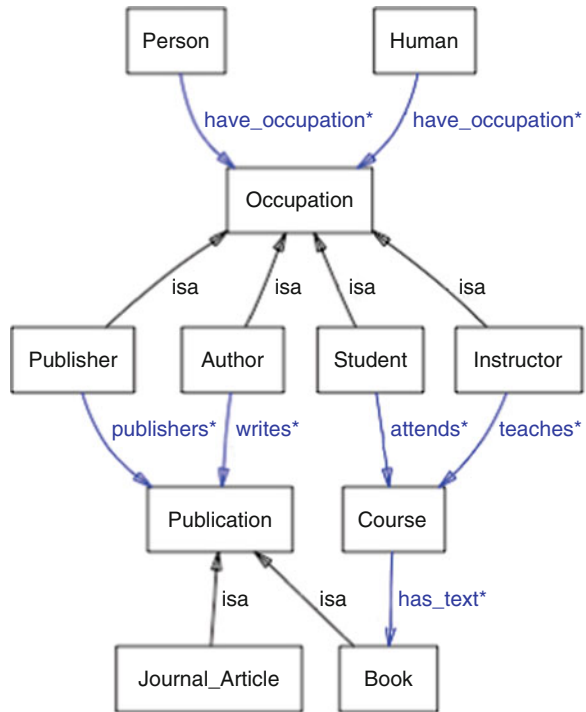 Person
Human
have_occupation*
have_occupation*
Occupation
isa
isa
isa
isa
Publisher
Author
Student
Instructor
publishers*
writes*
attends*
teaches*
Publication
Course
isa
isa
has_text*
Journal_Article
Book